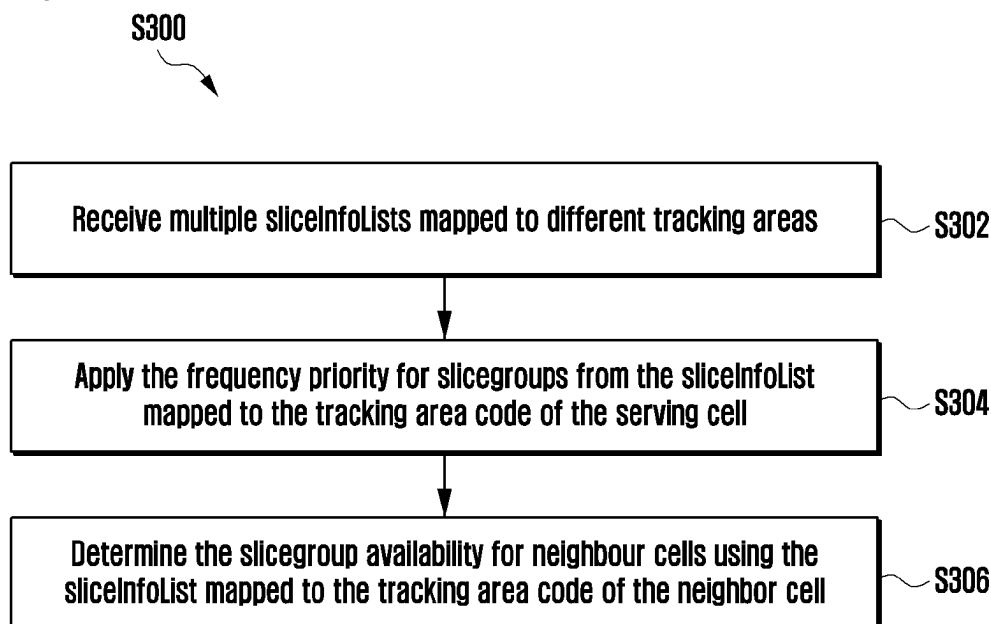 S300
Receive multiple sliceInfoLists mapped to different tracking areas
S302
Apply the frequency priority for slicegroups from the sliceInfoList
mapped to the tracking area code of the serving cell
S304
Determine the slicegroup availability for neighbour cells using the
sliceInfoList mapped to the tracking area code of the neighbor cell
S306